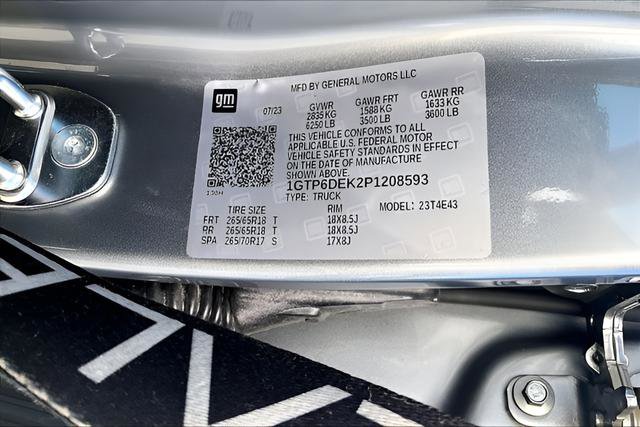 gm
MFD BY GENERAL MOTORS LLC
07/23 GVWR GAWR FRT GAWR RR
2835 KG 1588 KG 1633 KG
6250 LB 3500 LB 3600 LB
THIS VEHICLE CONFORMS TO ALL
APPLICABLE U.S. FEDERAL MOTOR
VEHICLE SAFETY STANDARDS IN EFFECT
ON THE DATE OF MANUFACTURE
SHOWN ABOVE.
1GTP6DEK2P1208593
TYPE: TRUCK
TIRE SIZE RIM MODEL: 23T4E43
FRT 265/65R18 T 18X8.5J
RR 265/65R18 T 18X8.5J
SPA 265/70R17 S 17X8J